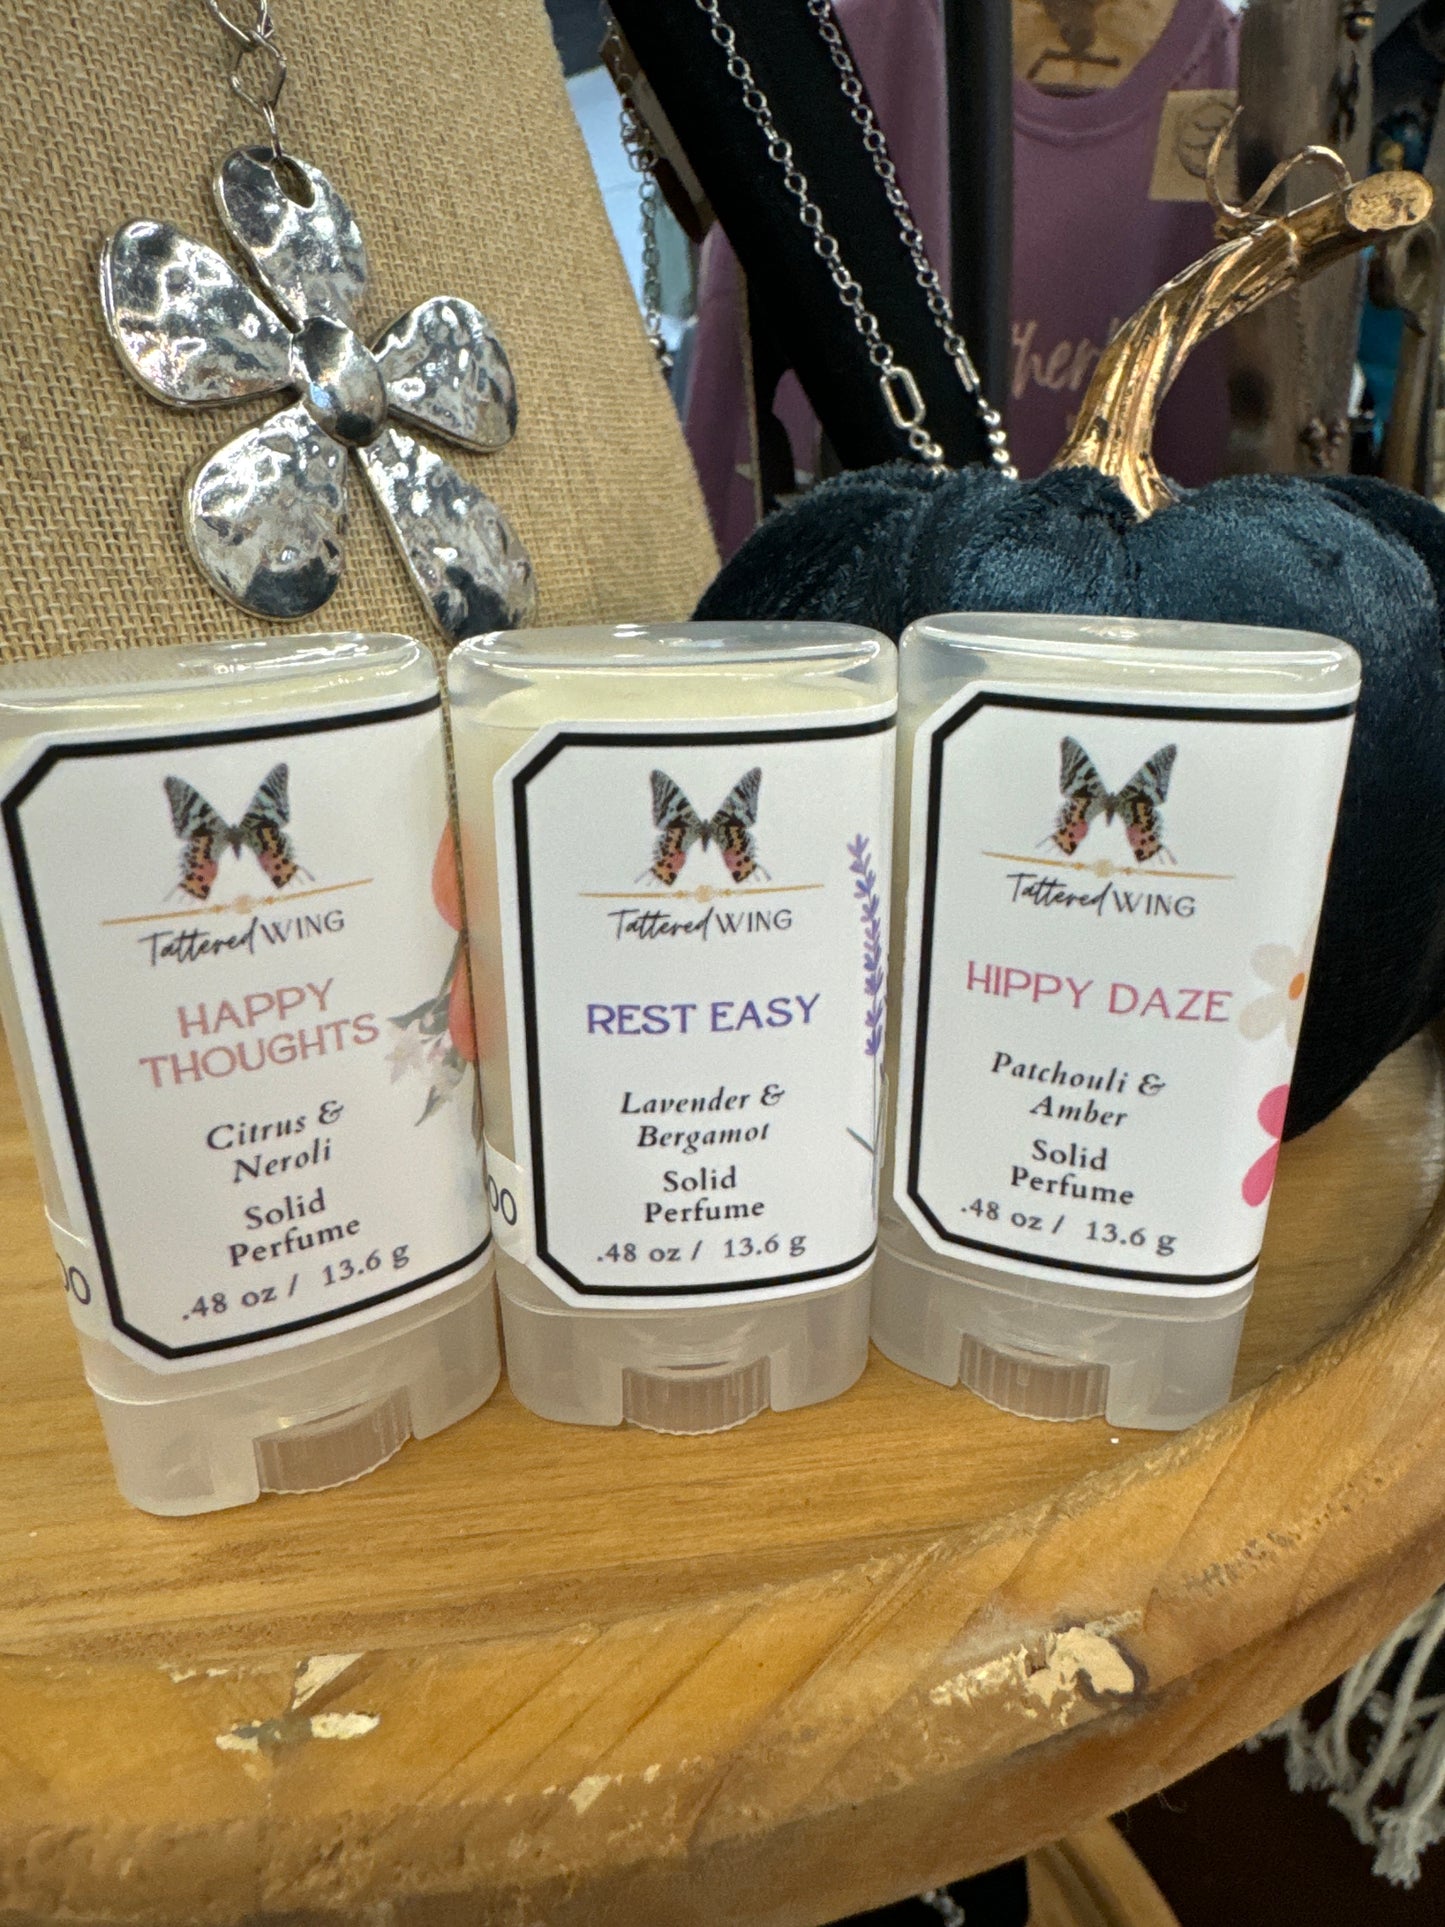 Tattered WING
HAPPY
THOUGHTS
Citrus &
Neroli
Solid
Perfume
.48 oz / 13.6 g
Tattered WING
REST EASY
Lavender &
Bergamot
Solid
Perfume
.48 oz / 13.6 g
Tattered WING
HIPPY DAZE
Patchouli &
Amber
Solid
Perfume
.48 oz / 13.6 g